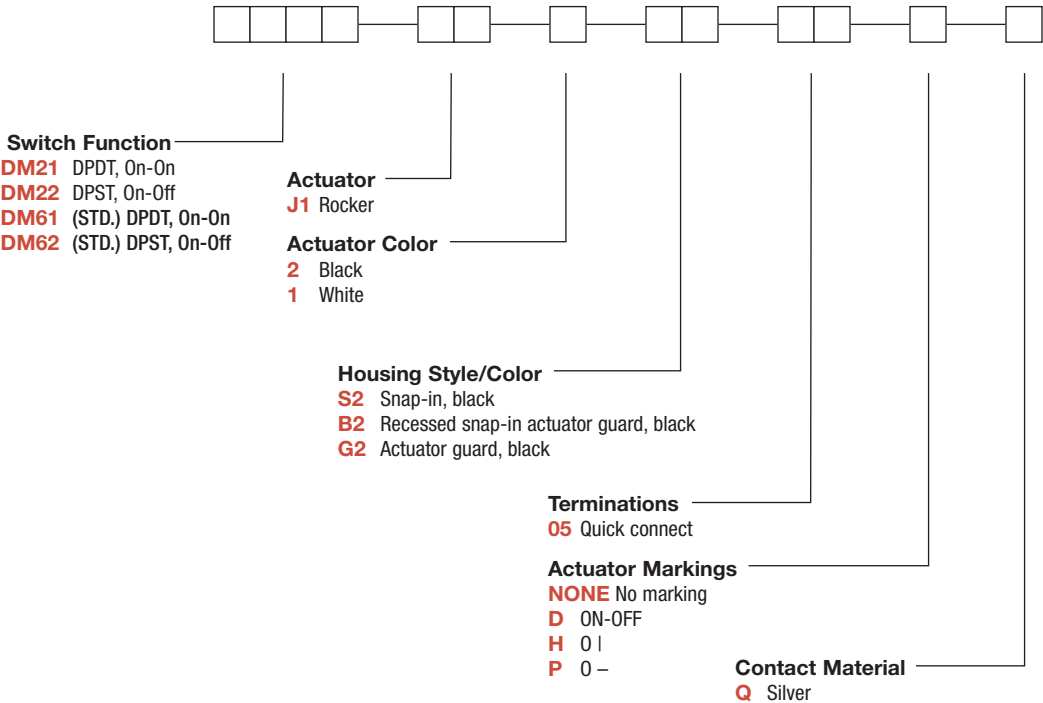 Switch Function
DM21 DPDT, On-On
DM22 DPST, On-Off
DM61 (STD.) DPDT, On-On
DM62 (STD.) DPST, On-Off
Actuator
J1 Rocker
Actuator Color
2 Black
1 White
Housing Style/Color
S2 Snap-in, black
B2 Recessed snap-in actuator guard, black
G2 Actuator guard, black
Terminations
05 Quick connect
Actuator Markings
NONE No marking
D ON-OFF
H O |
P O –
Contact Material
Q Silver